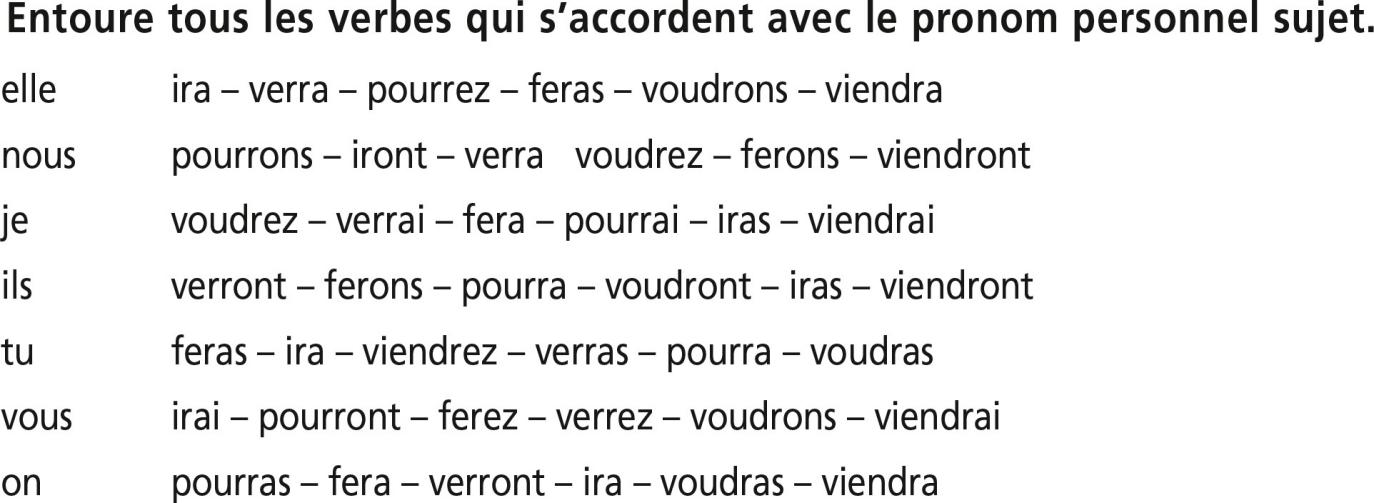 Entoure tous les verbes qui s’accordent avec le pronom personnel sujet.
elle ira – verra – pourrez – feras – voudrons – viendra
nous pourrons – iront – verra voudrez – ferons – viendront
je voudrez – verrai – fera – pourrai – iras – viendrai
ils verront – ferons – pourra – voudront – iras – viendront
tu feras – ira – viendrez – verras – pourra – voudras
vous irai – pourront – ferez – verrez – voudrons – viendrai
on pourras – fera – verront – ira – voudras – viendra